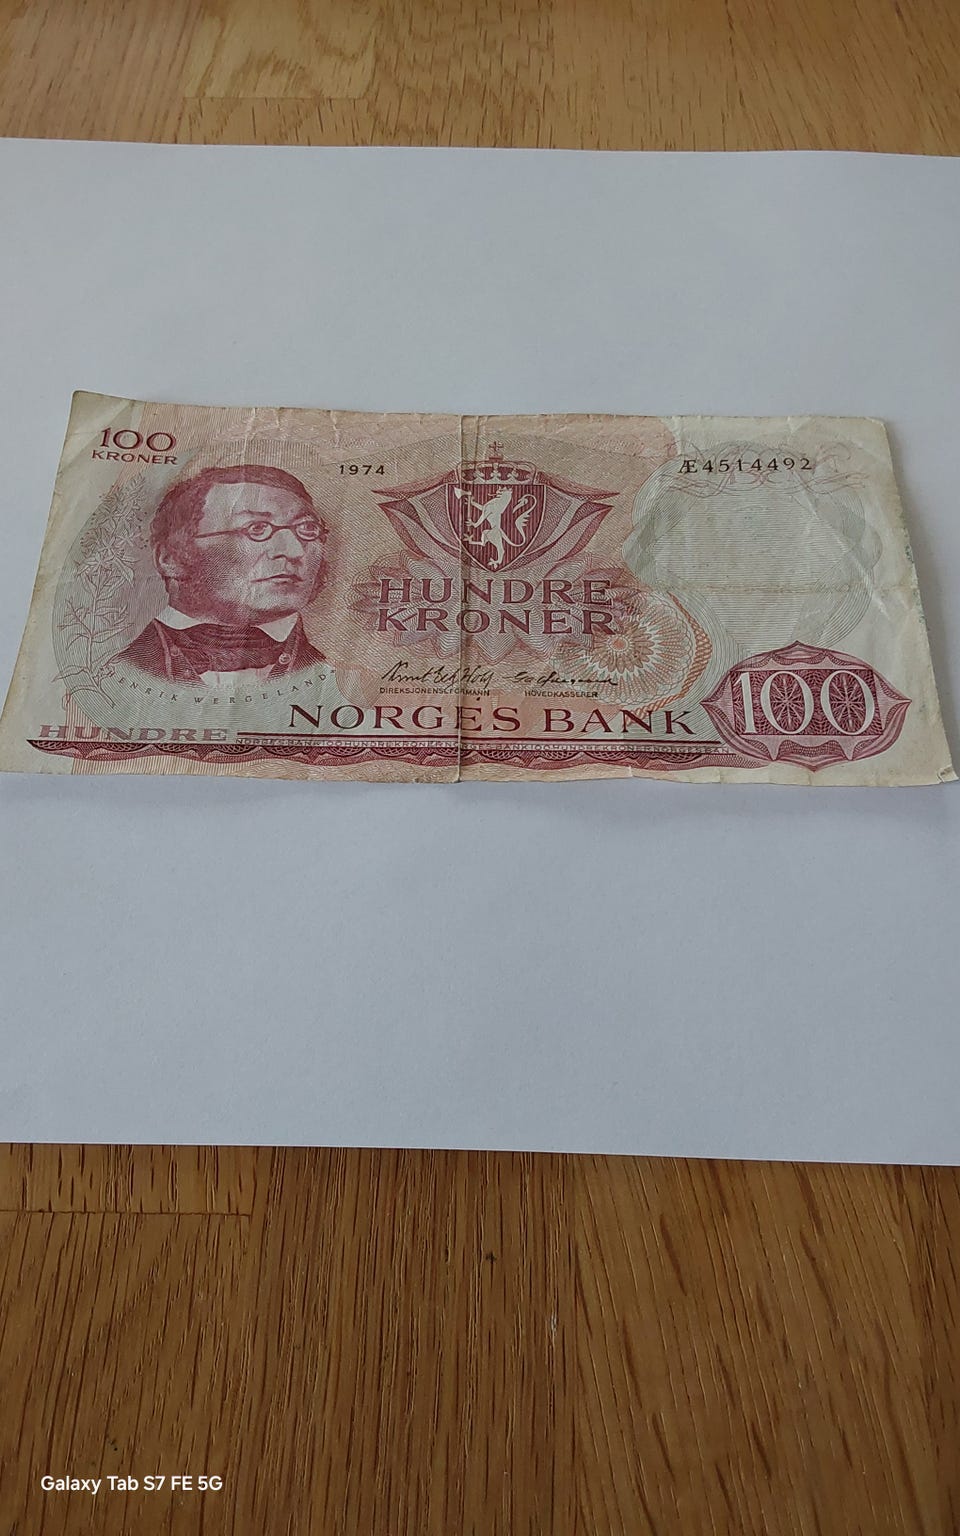 100
KRONER
1974
Æ4514492
HUNDRE
KRONER
DIREKSJONENS FORMANN
HOVEDKASSERER
HENRIK WERGELAND
NORGES BANK
100
HUNDRE
Galaxy Tab S7 FE 5G